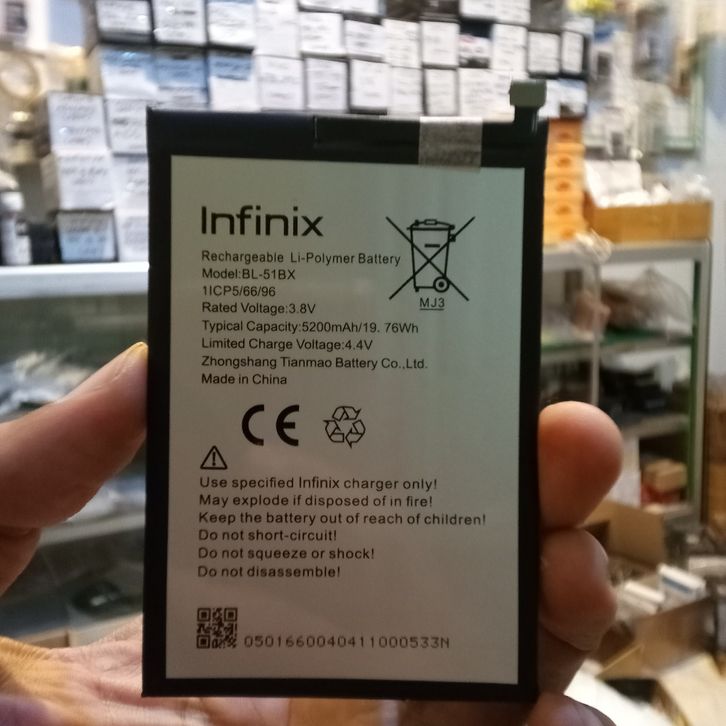 Infinix
Rechargeable Li-Polymer Battery
Model:BL-51BX
1ICP5/66/96
Rated Voltage:3.8V
Typical Capacity:5200mAh/19. 76Wh
Limited Charge Voltage:4.4V
Zhongshang Tianmao Battery Co.,Ltd.
Made in China
MJ3
CE
Use specified Infinix charger only!
May explode if disposed of in fire!
Keep the battery out of reach of children!
Do not short-circuit!
Do not squeeze or shock!
Do not disassemble!
0501660040411000533N